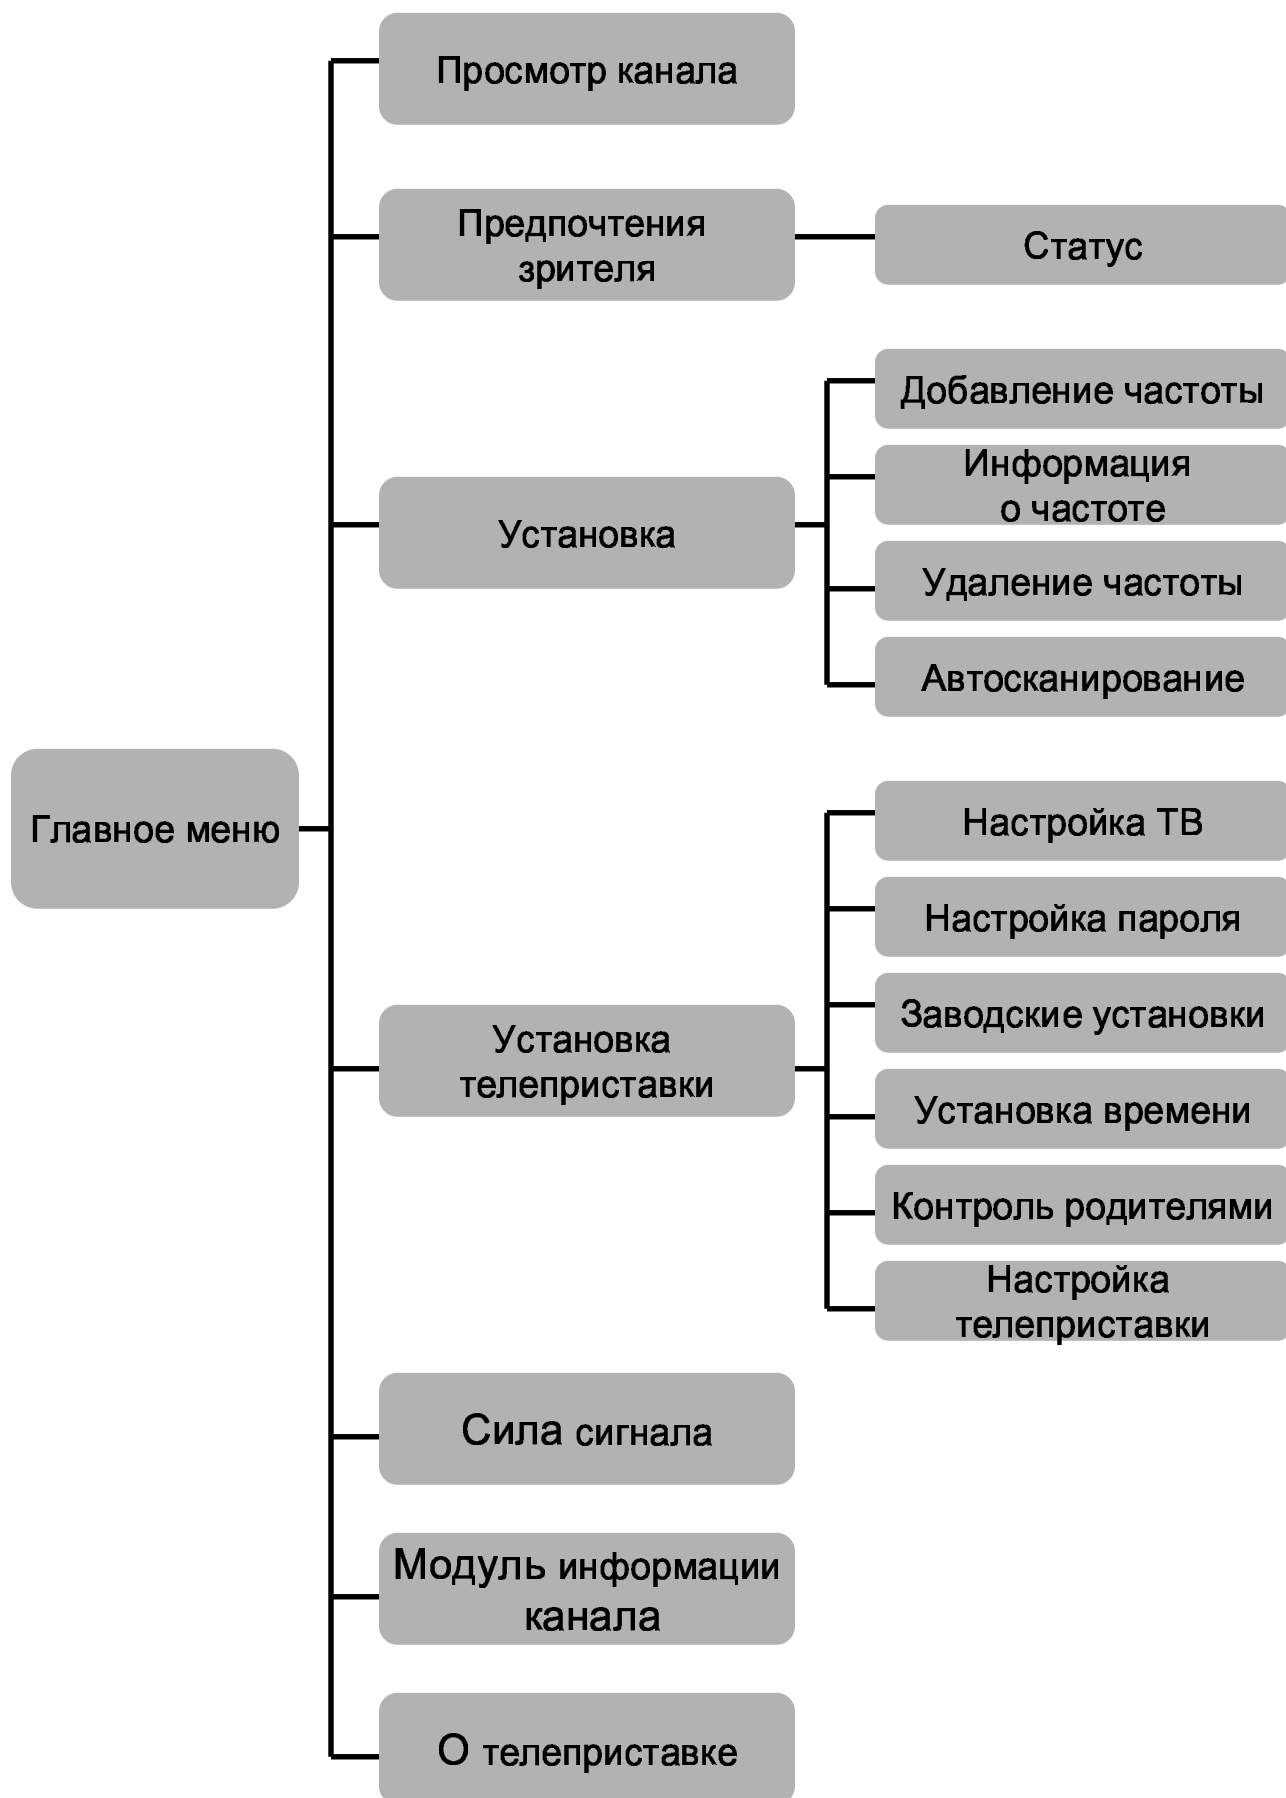 Просмотр канала
Предпочтения
зрителя
Статус
Добавление частоты
Информация
о частоте
Установка
Удаление частоты
Автосканирование
Главное меню
Настройка ТВ
Настройка пароля
Заводские установки
Установка
телеприставки
Установка времени
Контроль родителями
Настройка
телеприставки
Сила сигнала
Модуль информации
канала
О телеприставке